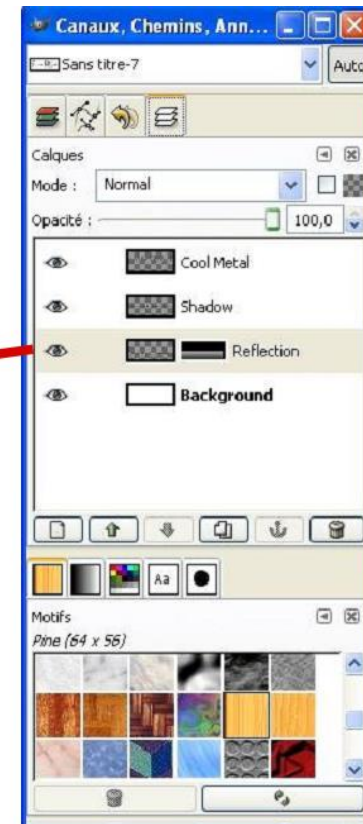 Canaux, Chemins, Ann...
Sans titre-7
Auto
Calques
Mode : Normal
Opacité : 100,0
Cool Metal
Shadow
Reflection
Background
Aa
Motifs
Pine (64 x 56)